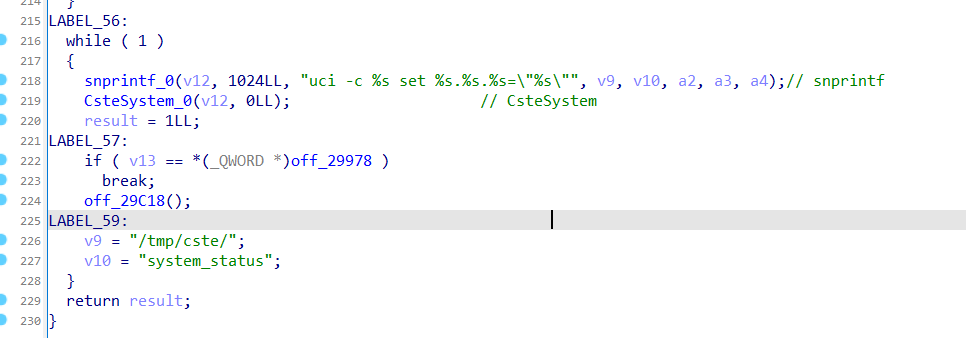 214   }
215 LABEL_56:
216   while ( 1 )
217   {
218     snprintf_0(v12, 1024LL, "uci -c %s set %s.%s.%s=\"%s\"", v9, v10, a2, a3, a4);// snprintf
219     CsteSystem_0(v12, 0LL);                     // CsteSystem
220     result = 1LL;
221 LABEL_57:
222     if ( v13 == *(_QWORD *)off_29978 )
223       break;
224     off_29C18();
225 LABEL_59:
226     v9 = "/tmp/cste/";
227     v10 = "system_status";
228   }
229   return result;
230 }